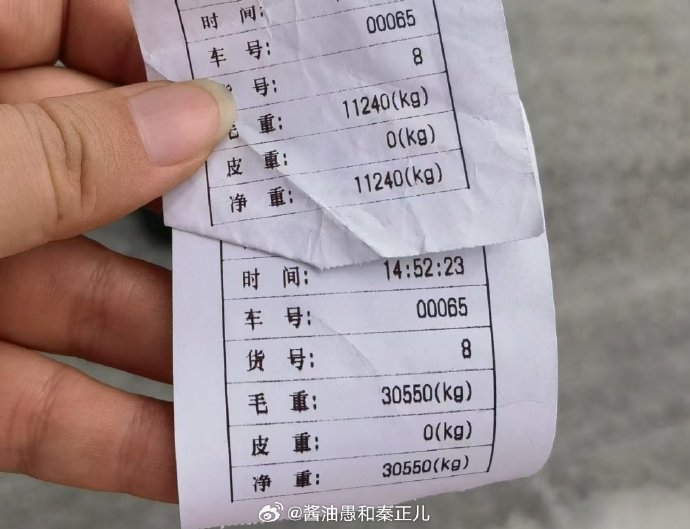 时 间:
车 号: 00065
号: 8
毛 重: 11240(kg)
皮 重: 0(kg)
净 重: 11240(kg)
时 间: 14:52:23
车 号: 00065
货 号: 8
毛 重: 30550(kg)
皮 重: 0(kg)
净 重: 30550(kg)
@酱油愚和秦正儿